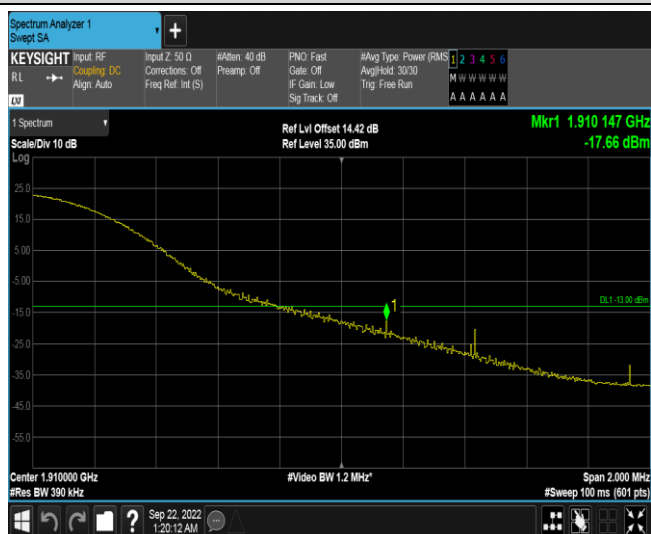 Spectrum Analyzer 1
Swept SA
+
KEYSIGHT Input: RF Input Z: 50 Ω #Atten: 40 dB PNO: Fast #Avg Type: Power (RMS 1 2 3 4 5 6
RL Coupling: DC Corrections: Off Preamp: Off Gate: Off Avg|Hold: 30/30 M W W W W W
Align: Auto Freq Ref: Int (S) IF Gain: Low Trig: Free Run
Sig Track: Off A A A A A A
LXI
1 Spectrum Ref Lvl Offset 14.42 dB Mkr1 1.910 147 GHz
Scale/Div 10 dB Ref Level 35.00 dBm -17.66 dBm
Log
25.0
15.0
5.00
-5.00
DL1 -13.00 dBm
1
-15.0
-25.0
-35.0
-45.0
-55.0
Center 1.910000 GHz #Video BW 1.2 MHz* Span 2.000 MHz
#Res BW 390 kHz #Sweep 100 ms (601 pts)
? Sep 22, 2022
1:20:12 AM